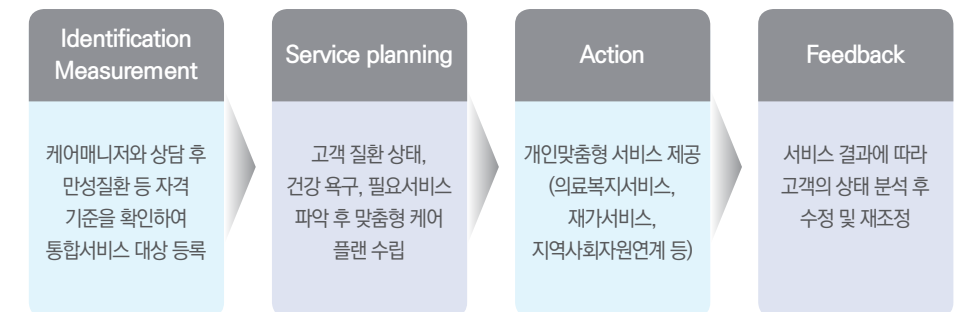 Identification
Measurement
케어매니저와 상담 후
만성질환 등 자격
기준을 확인하여
통합서비스 대상 등록
Service planning
고객 질환 상태,
건강 욕구, 필요서비스
파악 후 맞춤형 케어
플랜 수립
Action
개인맞춤형 서비스 제공
(의료복지서비스,
재가서비스,
지역사회자원연계 등)
Feedback
서비스 결과에 따라
고객의 상태 분석 후
수정 및 재조정